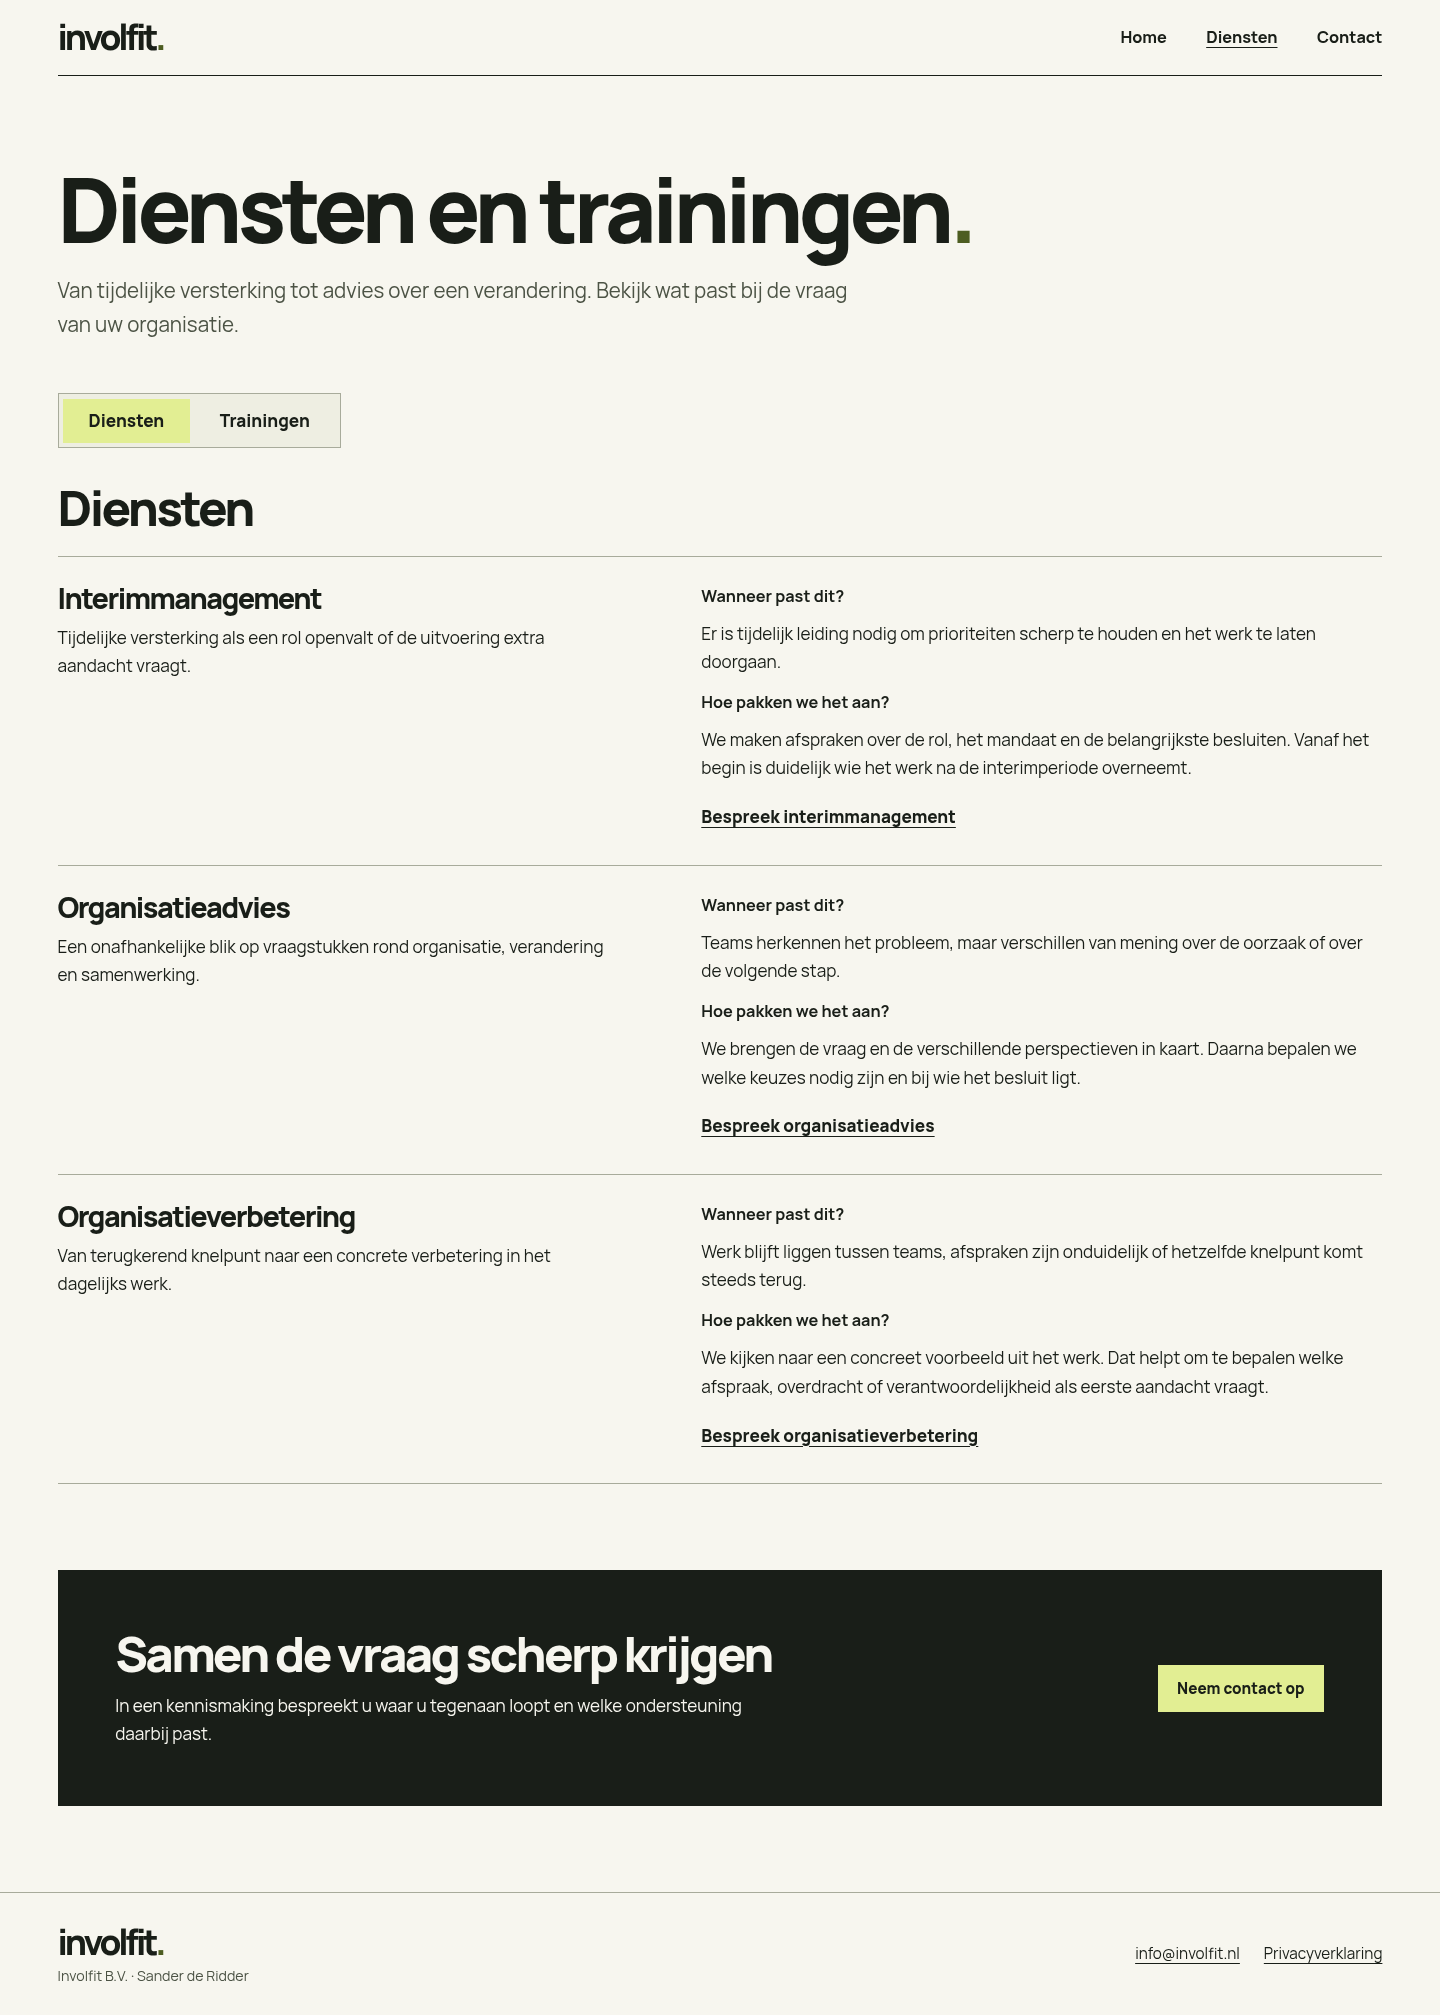 involfit.
Home
Diensten
Contact
Diensten en trainingen.
Van tijdelijke versterking tot advies over een verandering. Bekijk wat past bij de vraag
van uw organisatie.
Diensten
Trainingen
Diensten
Interimmanagement
Tijdelijke versterking als een rol openvalt of de uitvoering extra
aandacht vraagt.
Wanneer past dit?
Er is tijdelijk leiding nodig om prioriteiten scherp te houden en het werk te laten
doorgaan.
Hoe pakken we het aan?
We maken afspraken over de rol, het mandaat en de belangrijkste besluiten. Vanaf het
begin is duidelijk wie het werk na de interimperiode overneemt.
Bespreek interimmanagement
Organisatieadvies
Een onafhankelijke blik op vraagstukken rond organisatie, verandering
en samenwerking.
Wanneer past dit?
Teams herkennen het probleem, maar verschillen van mening over de oorzaak of over
de volgende stap.
Hoe pakken we het aan?
We brengen de vraag en de verschillende perspectieven in kaart. Daarna bepalen we
welke keuzes nodig zijn en bij wie het besluit ligt.
Bespreek organisatieadvies
Organisatieverbetering
Van terugkerend knelpunt naar een concrete verbetering in het
dagelijks werk.
Wanneer past dit?
Werk blijft liggen tussen teams, afspraken zijn onduidelijk of hetzelfde knelpunt komt
steeds terug.
Hoe pakken we het aan?
We kijken naar een concreet voorbeeld uit het werk. Dat helpt om te bepalen welke
afspraak, overdracht of verantwoordelijkheid als eerste aandacht vraagt.
Bespreek organisatieverbetering
Samen de vraag scherp krijgen
In een kennismaking bespreekt u waar u tegenaan loopt en welke ondersteuning
daarbij past.
Neem contact op
involfit.
Involfit B.V. · Sander de Ridder
info@involfit.nl
Privacyverklaring